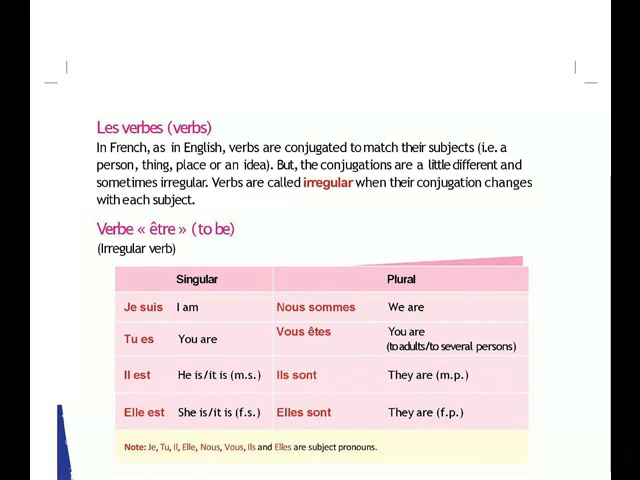 Les verbes (verbs)
In French, as in English, verbs are conjugated to match their subjects (i.e. a
person, thing, place or an idea). But, the conjugations are a little different and
sometimes irregular. Verbs are called irregular when their conjugation changes
with each subject.
Verbe « être » (to be)
(Irregular verb)
Singular Plural
Je suis I am Nous sommes We are
Tu es You are Vous êtes You are
(to adults/to several persons)
Il est He is/it is (m.s.) Ils sont They are (m.p.)
Elle est She is/it is (f.s.) Elles sont They are (f.p.)
Note: Je, Tu, Il, Elle, Nous, Vous, Ils and Elles are subject pronouns.